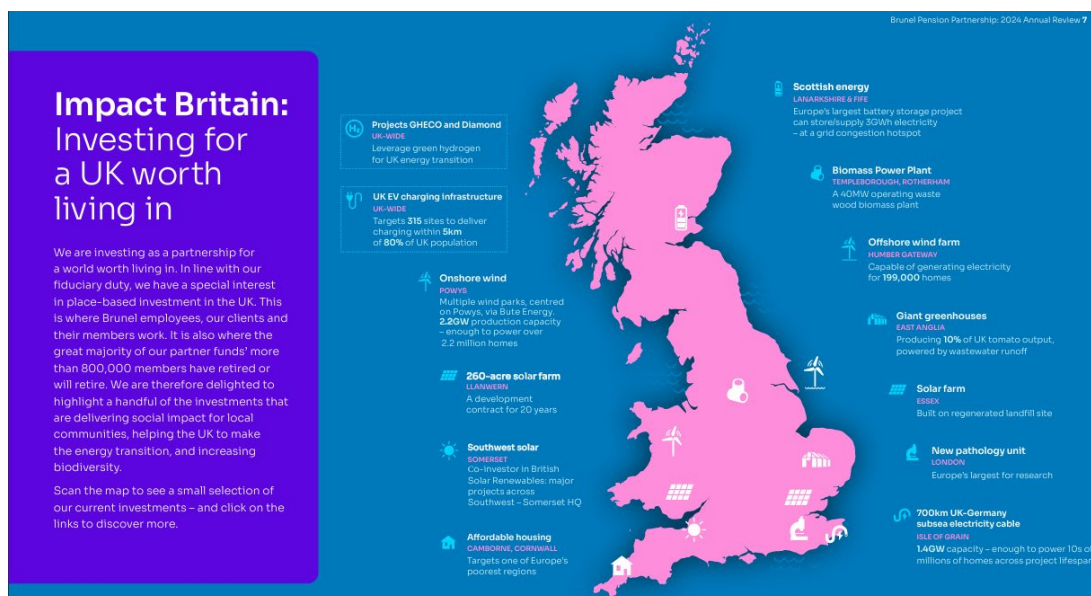 Brunel Pension Partnership: 2024 Annual Review 7
Impact Britain:
Investing for
a UK worth
living in
We are investing as a partnership for
a world worth living in. In line with our
fiduciary duty, we have a special interest
in place-based investment in the UK. This
is where Brunel employees, our clients and
their members work. It is also where the
great majority of our partner funds' more
than 800,000 members have retired or
will retire. We are therefore delighted to
highlight a handful of the investments that
are delivering social impact for local
communities, helping the UK to make
the energy transition, and increasing
biodiversity.
Scan the map to see a small selection of
our current investments – and click on the
links to discover more.
H₂
Projects GHECO and Diamond
UK-WIDE
Leverage green hydrogen
for UK energy transition
UK EV charging infrastructure
UK-WIDE
Targets 315 sites to deliver
charging within 5km
of 80% of UK population
Onshore wind
POWYS
Multiple wind parks, centred
on Powys, via Bute Energy.
2.2GW production capacity
– enough to power over
2.2 million homes
260-acre solar farm
LLANWERN
A development
contract for 20 years
Southwest solar
SOMERSET
Co-investor in British
Solar Renewables: major
projects across
Southwest – Somerset HQ
Affordable housing
CAMBORNE, CORNWALL
Targets one of Europe's
poorest regions
Scottish energy
LANARKSHIRE & FIFE
Europe's largest battery storage project
can store/supply 3GWh electricity
– at a grid congestion hotspot
Biomass Power Plant
TEMPLEBOROUGH, ROTHERHAM
A 40MW operating waste
wood biomass plant
Offshore wind farm
HUMBER GATEWAY
Capable of generating electricity
for 199,000 homes
Giant greenhouses
EAST ANGLIA
Producing 10% of UK tomato output,
powered by wastewater runoff
Solar farm
ESSEX
Built on regenerated landfill site
New pathology unit
LONDON
Europe's largest for research
700km UK-Germany
subsea electricity cable
ISLE OF GRAIN
1.4GW capacity – enough to power 10s of
millions of homes across project lifespan